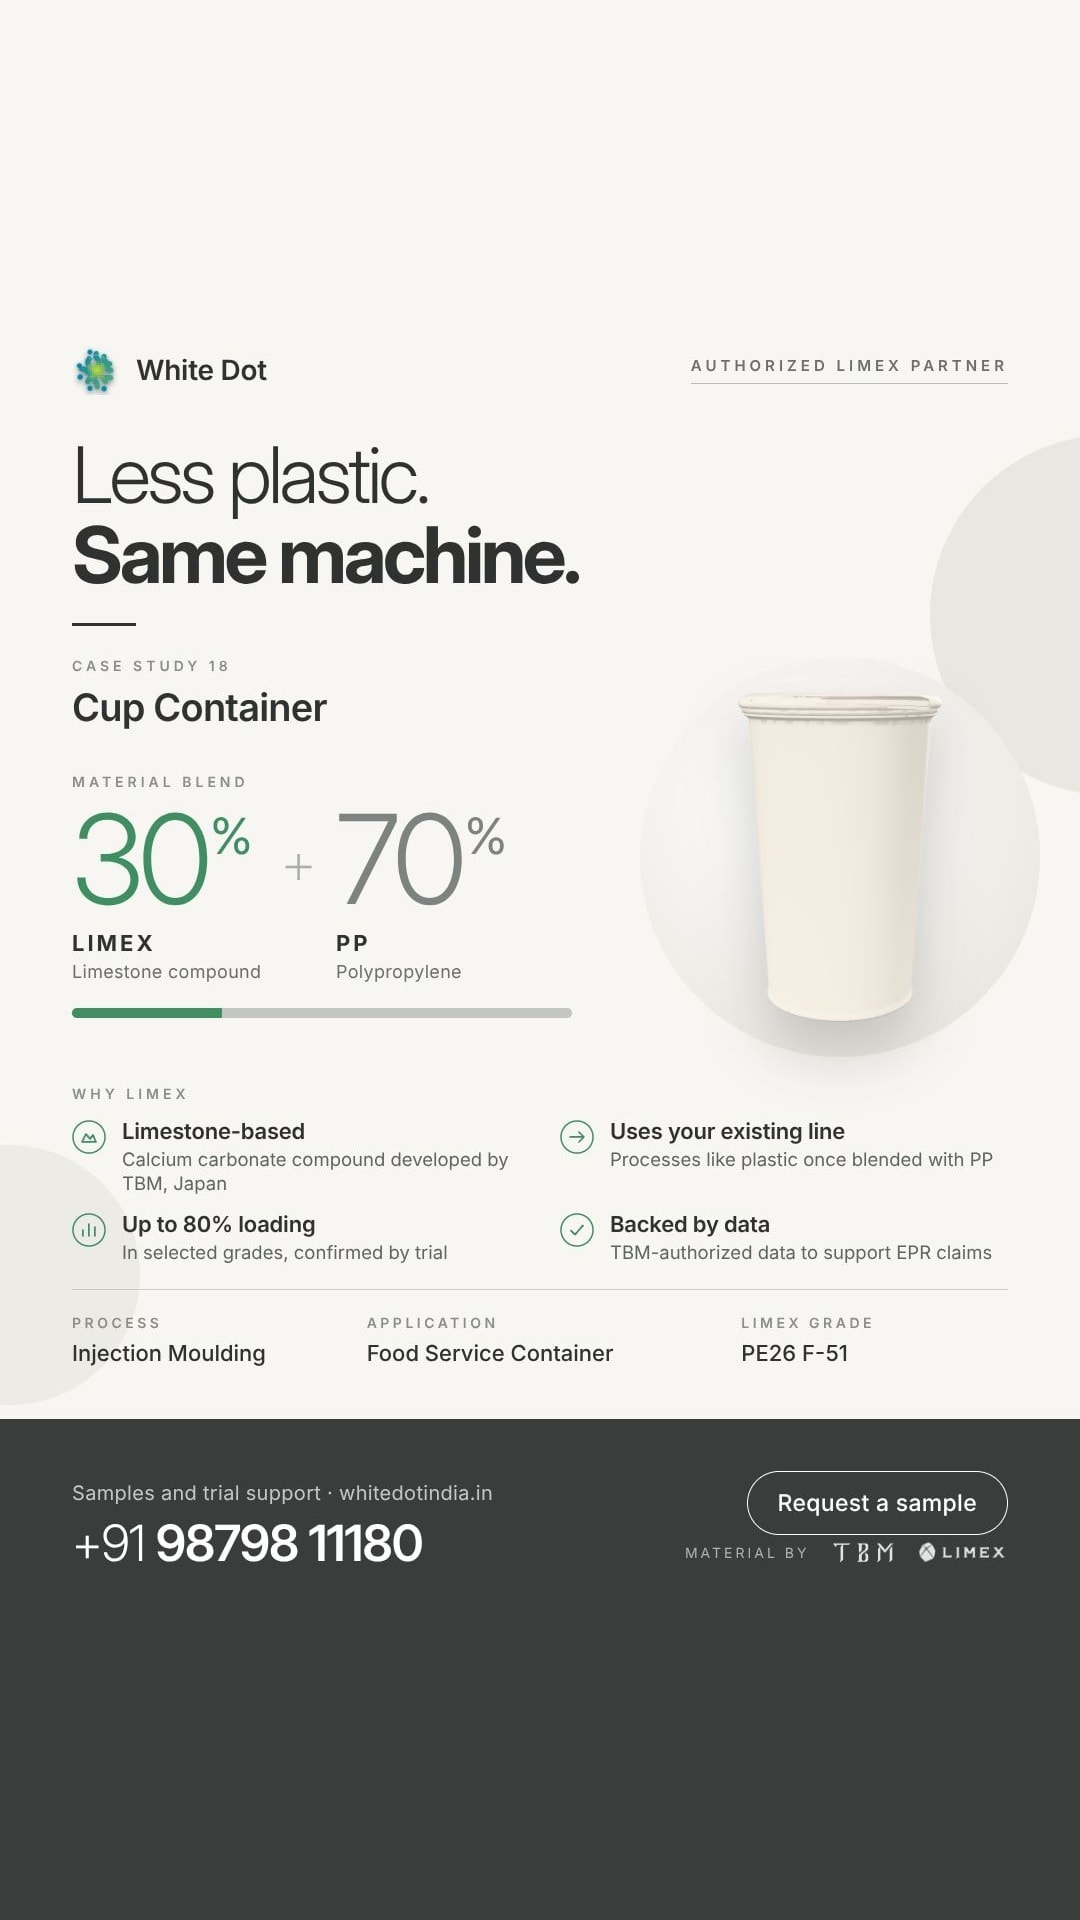 White Dot
AUTHORIZED LIMEX PARTNER
Less plastic.
Same machine.
CASE STUDY 18
Cup Container
MATERIAL BLEND
30% + 70%
LIMEX
Limestone compound
PP
Polypropylene
WHY LIMEX
Limestone-based
Calcium carbonate compound developed by
TBM, Japan
Uses your existing line
Processes like plastic once blended with PP
Up to 80% loading
In selected grades, confirmed by trial
Backed by data
TBM-authorized data to support EPR claims
PROCESS
Injection Moulding
APPLICATION
Food Service Container
LIMEX GRADE
PE26 F-51
Samples and trial support · whitedotindia.in
+91 98798 11180
Request a sample
MATERIAL BY TBM LIMEX